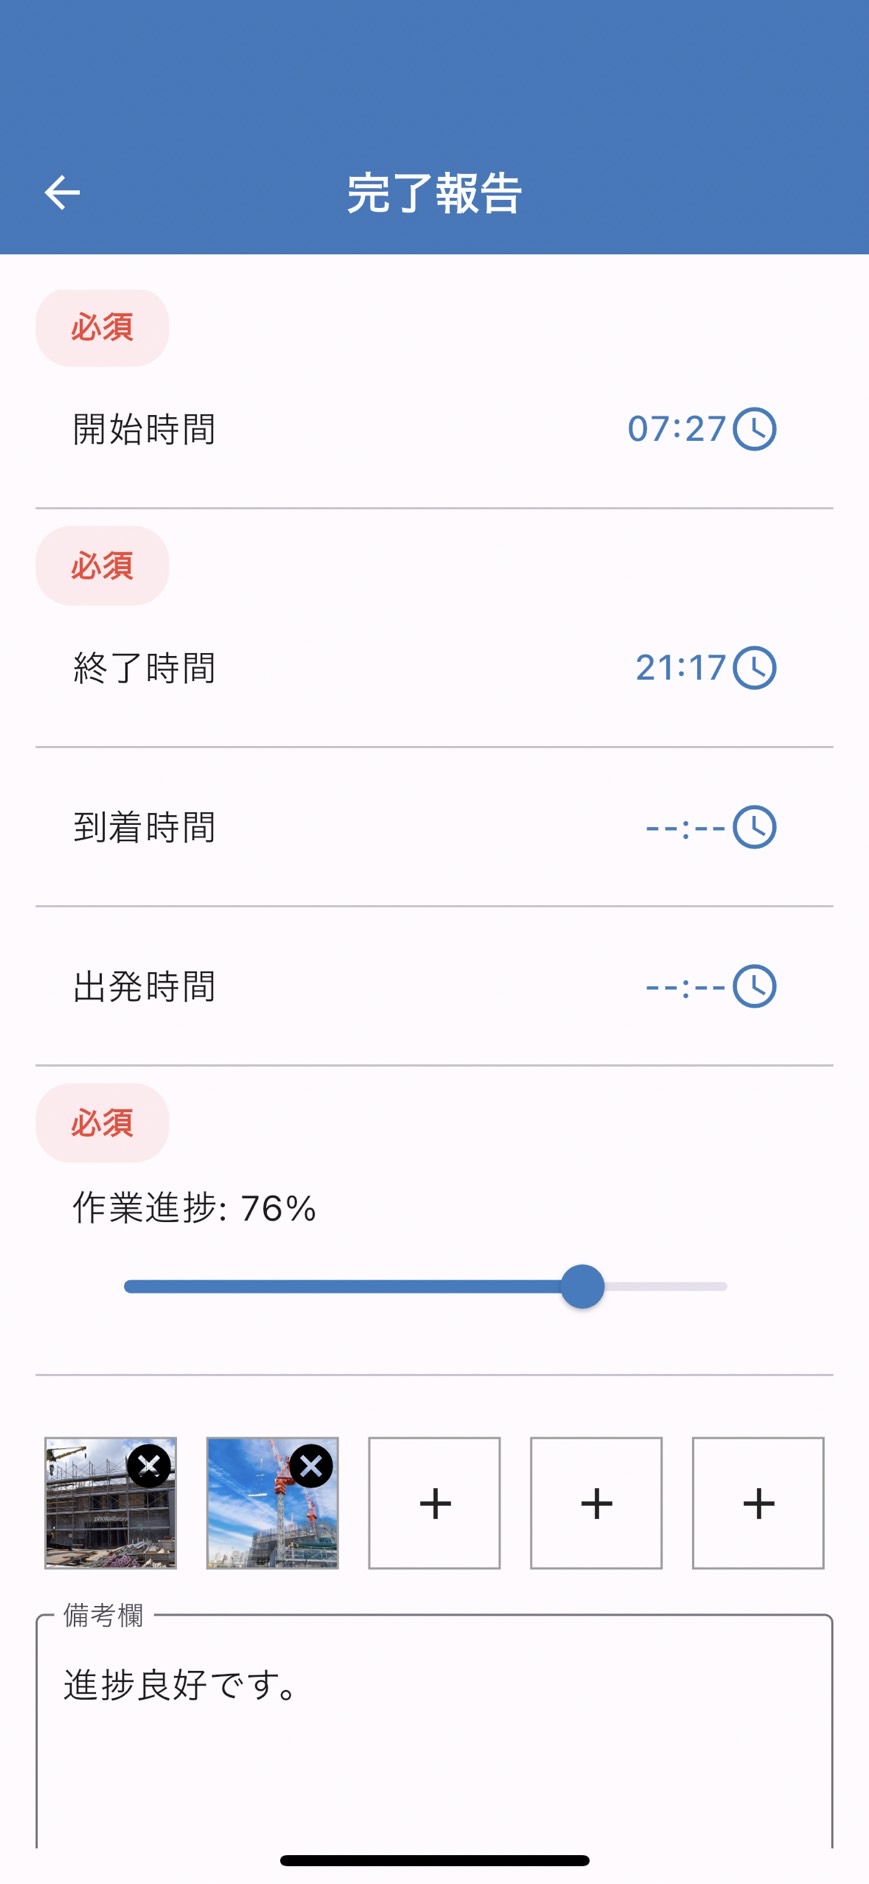 完了報告
必須
開始時間 07:27
必須
終了時間 21:17
到着時間 --:--
出発時間 --:--
必須
作業進捗: 76%
備考欄
進捗良好です。